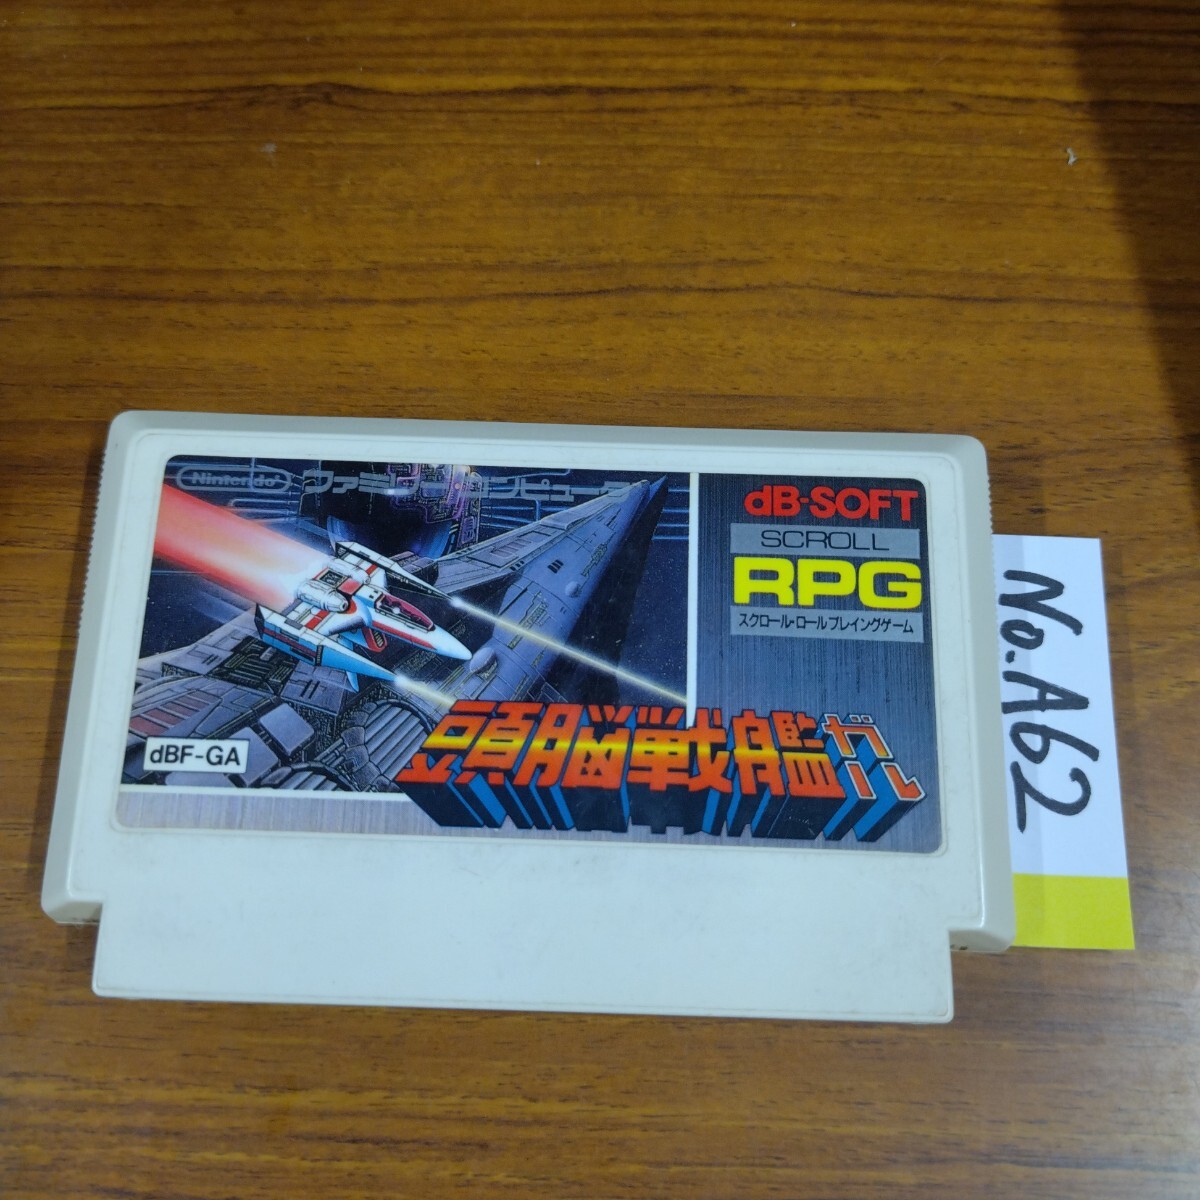 Nintendo ファミリーコンピュータ
dB-SOFT
SCROLL
RPG
スクロール・ロールプレイングゲーム
頭脳戦艦ガル
dBF-GA
No.A62